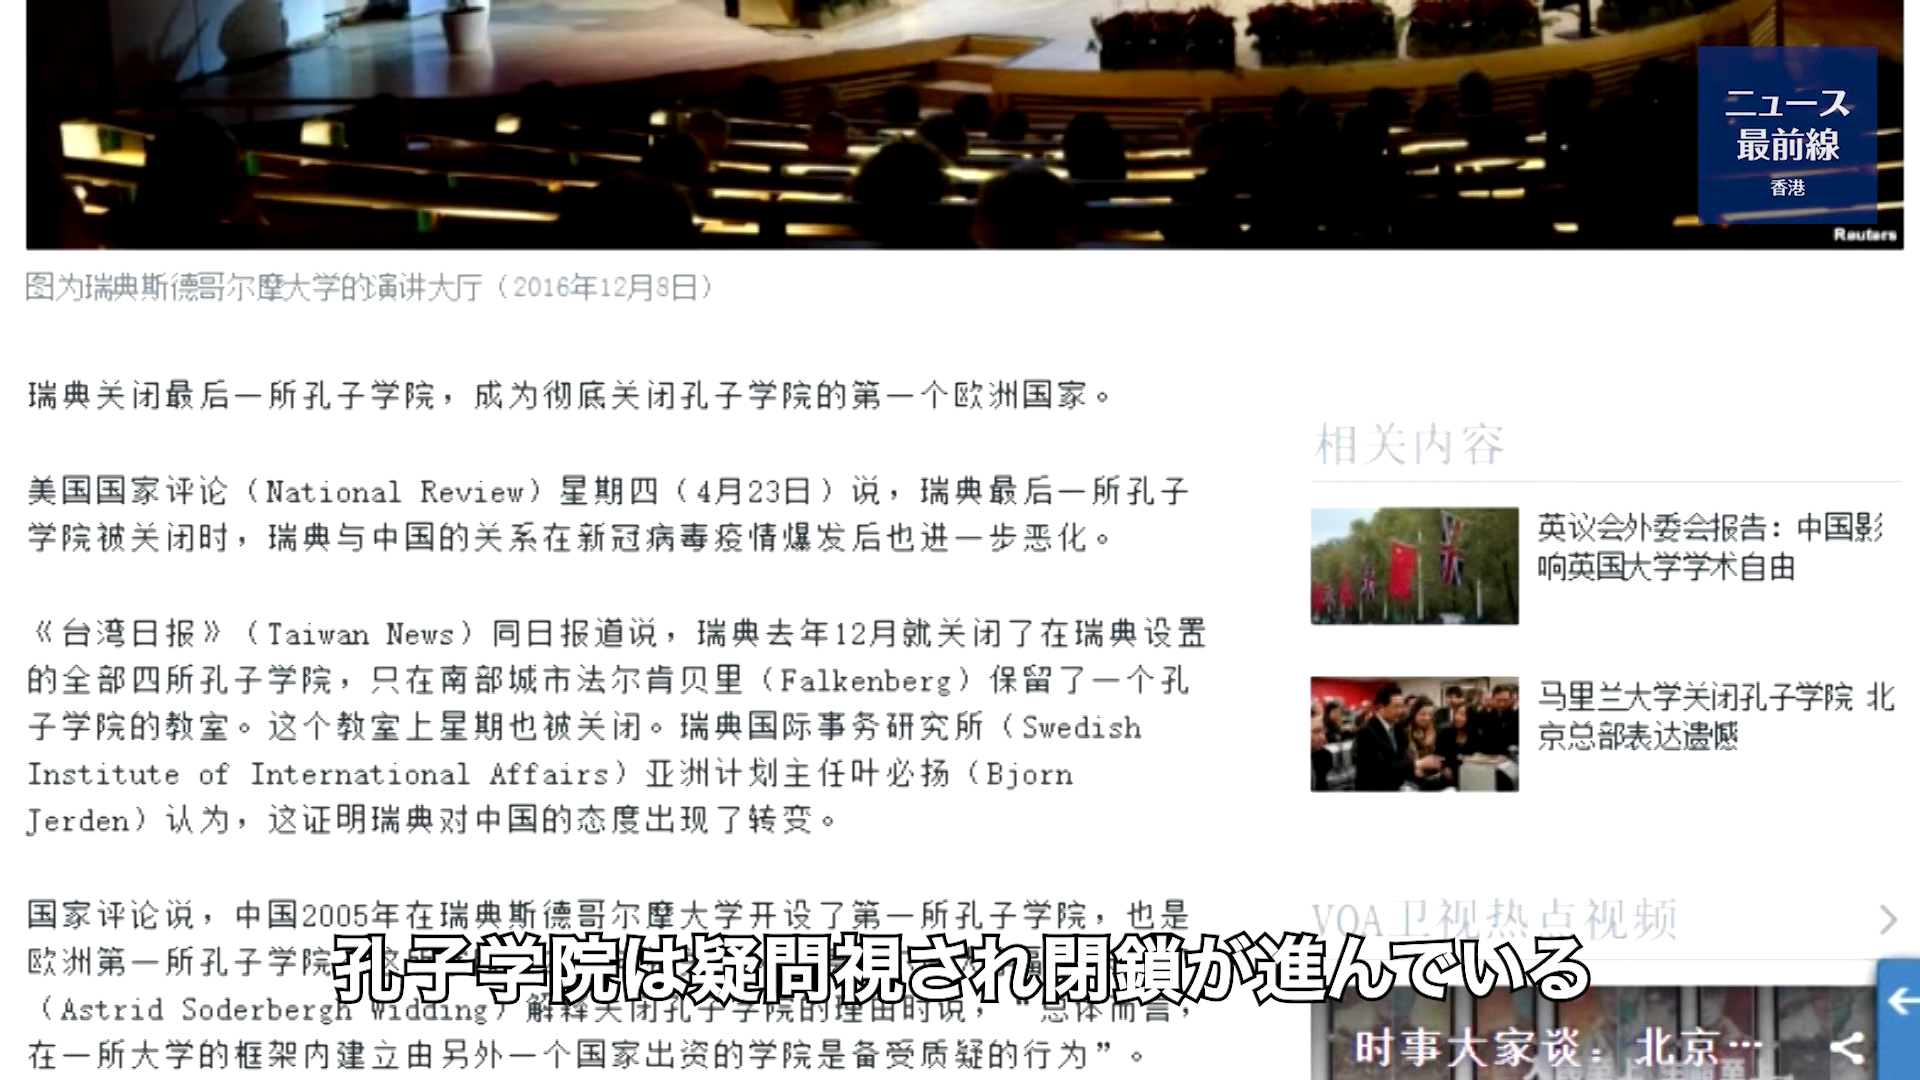 ニュース
最前線
香港
Reuters
图为瑞典斯德哥尔摩大学的演讲大厅（2016年12月8日）
瑞典关闭最后一所孔子学院，成为彻底关闭孔子学院的第一个欧洲国家。
美国国家评论（National Review）星期四（4月23日）说，瑞典最后一所孔子
学院被关闭时，瑞典与中国的关系在新冠病毒疫情爆发后也进一步恶化。
《台湾日报》（Taiwan News）同日报道说，瑞典去年12月就关闭了在瑞典设置
的全部四所孔子学院，只在南部城市法尔肯贝里（Falkenberg）保留了一个孔
子学院的教室。这个教室上星期也被关闭。瑞典国际事务研究所（Swedish
Institute of International Affairs）亚洲计划主任叶必扬（Bjorn
Jerden）认为，这证明瑞典对中国的态度出现了转变。
国家评论说，中国2005年在瑞典斯德哥尔摩大学开设了第一所孔子学院，也是
欧洲第一所孔子学院
（Astrid Soderbergh Widding）解释关闭孔子学院的理由时说，“总体而言，
在一所大学的框架内建立由另外一个国家出资的学院是备受质疑的行为”。
孔子学院は疑問視され閉鎖が進んでいる
相关内容
英议会外委会报告：中国影
响英国大学学术自由
马里兰大学关闭孔子学院 北
京总部表达遗憾
VOA卫视热点视频
时事大家谈：北京…